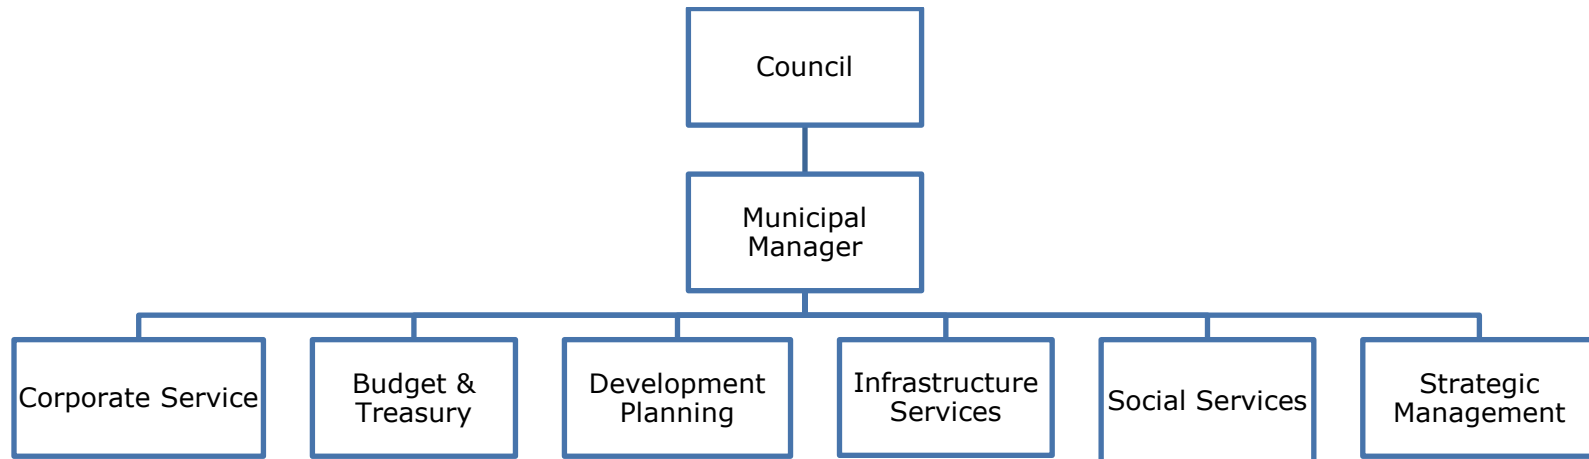 Council
Municipal
Manager
Corporate Service
Budget &
Treasury
Development
Planning
Infrastructure
Services
Social Services
Strategic
Management